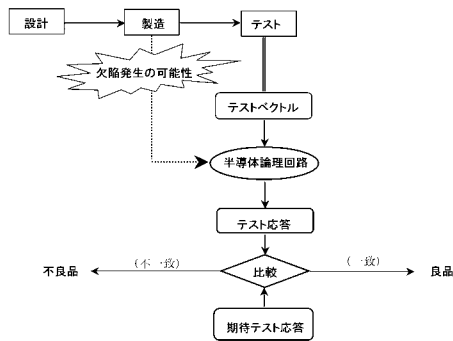 設計
製造
テスト
欠陥発生の可能性
テストベクトル
半導体論理回路
テスト応答
不良品
(不一致)
比較
(一致)
良品
期待テスト応答